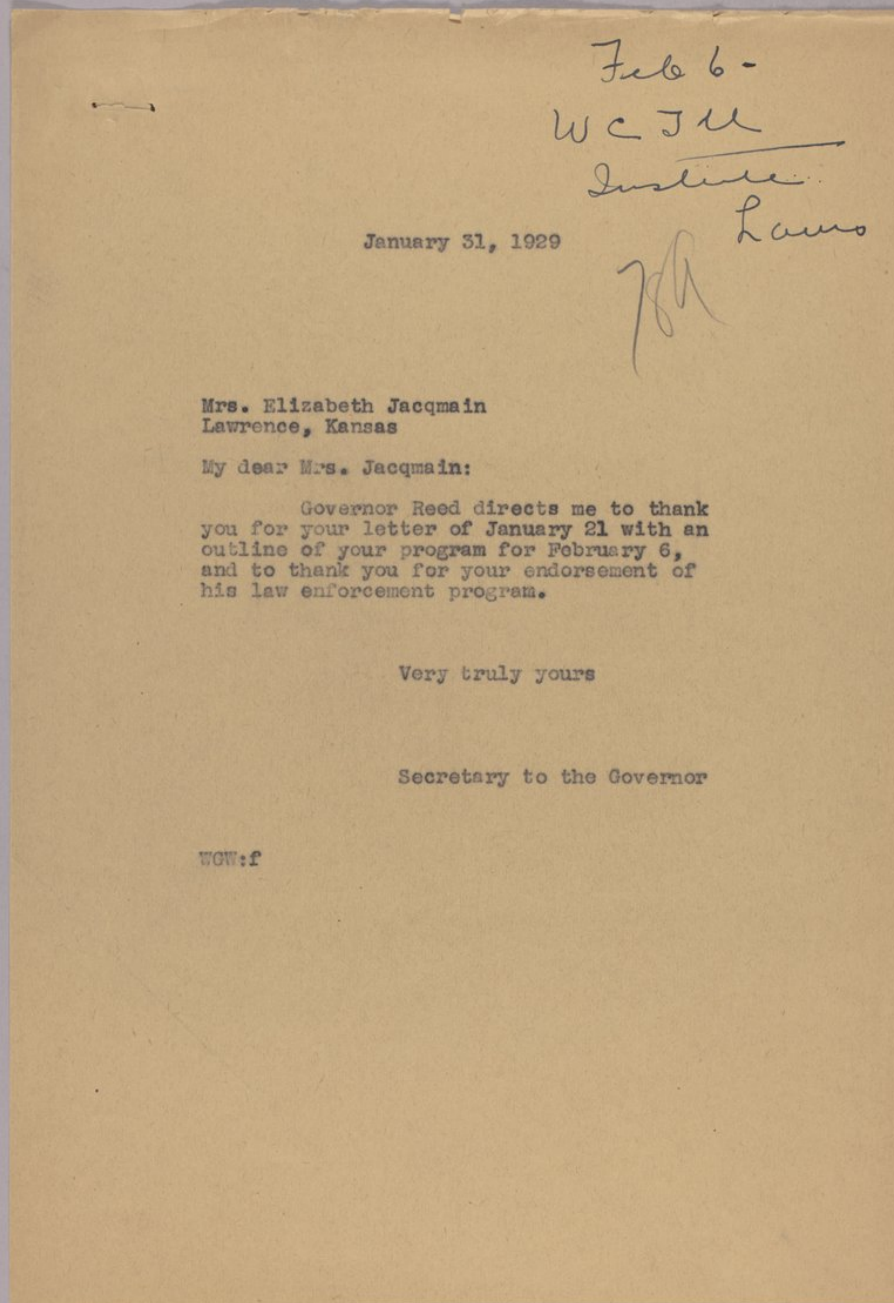 Feb 6 -
W C T U
Institute
January 31, 1929
Mrs. Elizabeth Jacqmain
Lawrence, Kansas
My dear Mrs. Jacqmain:
Governor Reed directs me to thank
you for your letter of January 21 with an
outline of your program for February 6,
and to thank you for your endorsement of
his law enforcement program.
Very truly yours
Secretary to the Governor
WGW:f